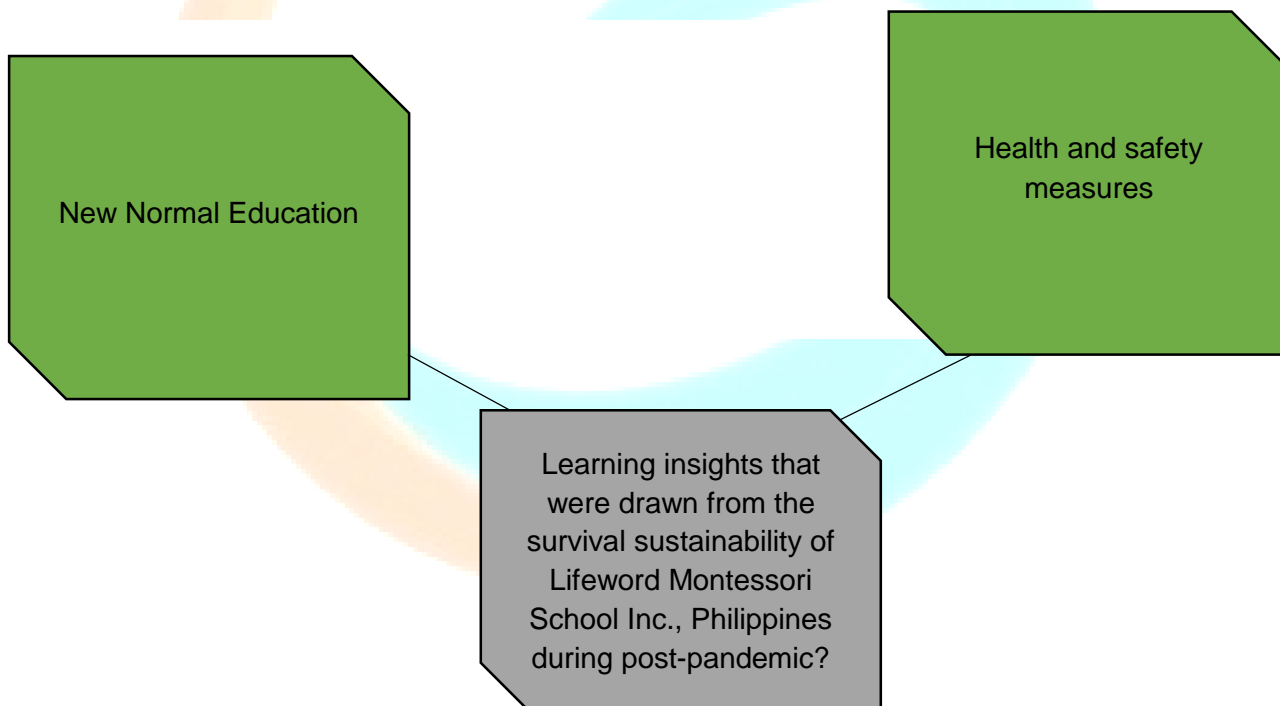 New Normal Education
Health and safety
measures
Learning insights that
were drawn from the
survival sustainability of
Lifeword Montessori
School Inc., Philippines
during post-pandemic?